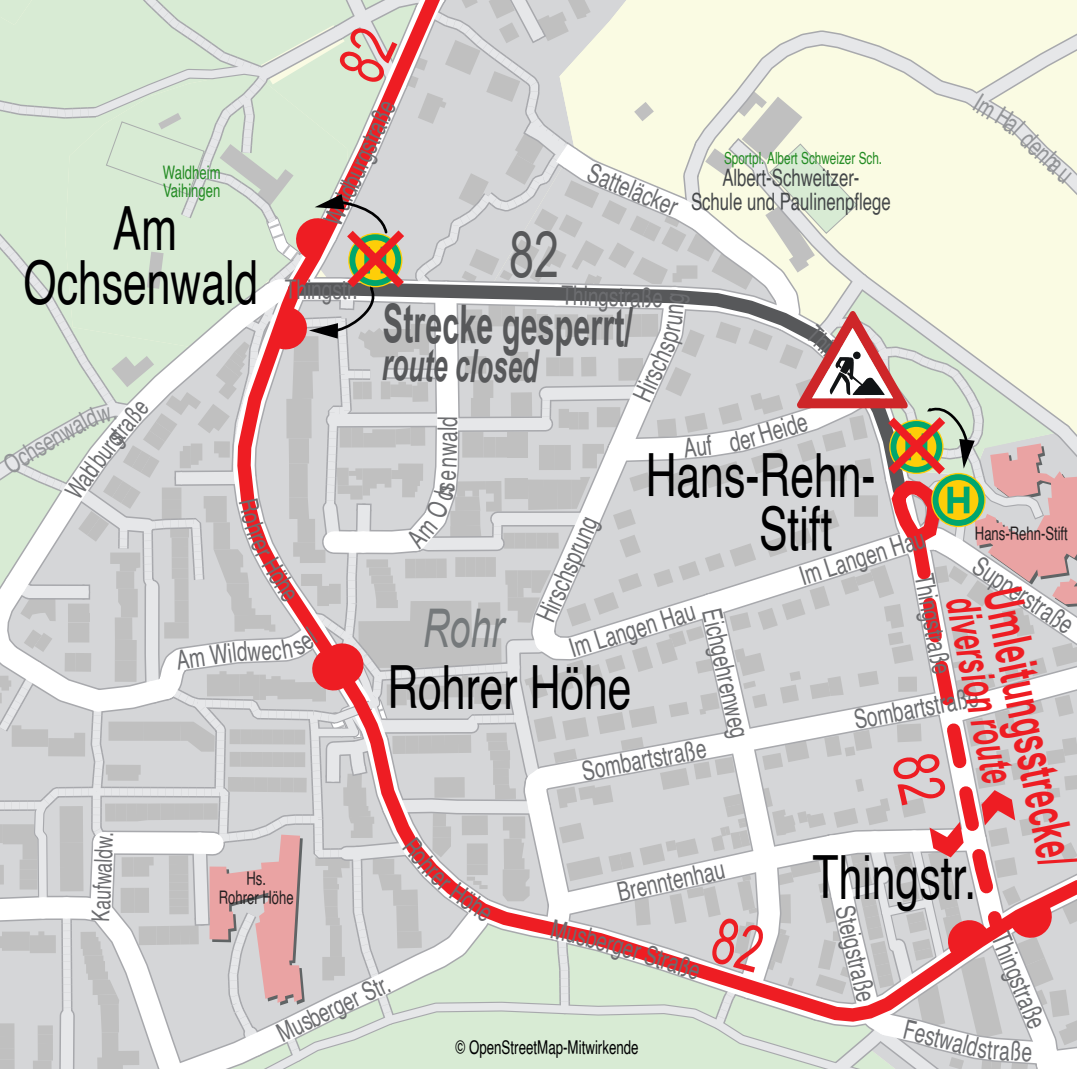 82
Waldburgstraße
Im Haldenau
Sportpl. Albert Schweizer Sch.
Albert-Schweitzer-
Schule und Paulinenpflege
Waldheim
Vaihingen
Satteläcker
Am
Ochsenwald
82
Thingstr.
Thingstraße
Strecke gesperrt/
route closed
Hirschsprung
Ochsenwaldw.
Waldburgstraße
Am Ochsenwald
Auf der Heide
Hans-Rehn-
Stift
H
Hans-Rehn-Stift
Rohrer Höhe
Hirschsprung
Im Langen Hau
Supperstraße
Thingstraße
Umleitungsstrecke/
diversion route
Rohr
Im Langen Hau
Eichgehrenweg
Am Wildwechsel
Rohrer Höhe
Sombartstraße
Sombartstraße
82
Kaufwaldw.
Hs.
Rohrer Höhe
Rohrer Höhe
Brenntenhau
Thingstr.
Musberger Straße
82
Steigstraße
Thingstraße
Musberger Str.
Festwaldstraße
© OpenStreetMap-Mitwirkende